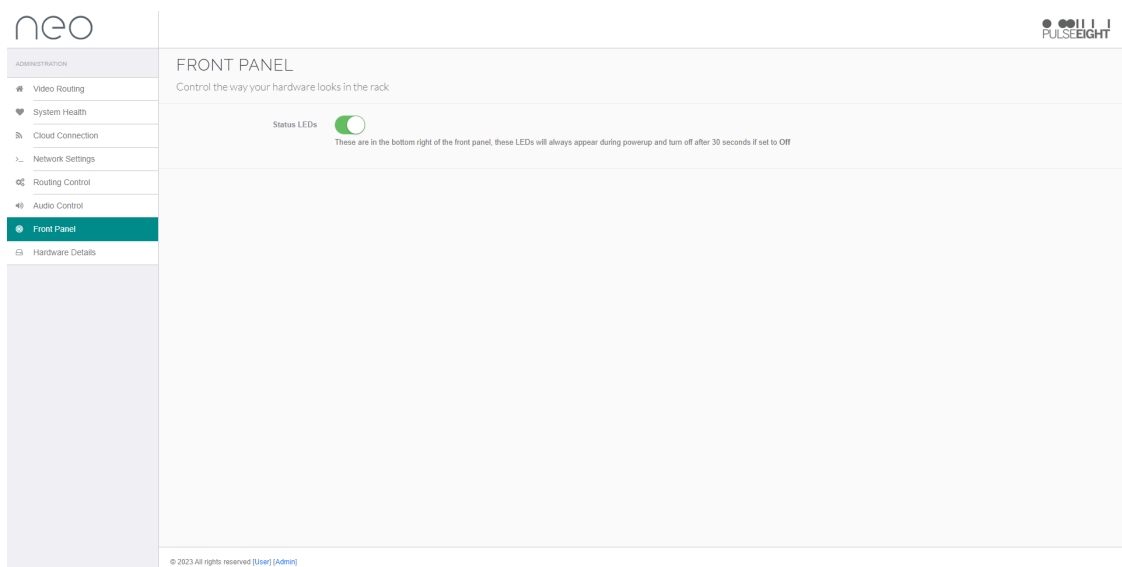 neo
PULSEEIGHT
ADMINISTRATION
Video Routing
System Health
Cloud Connection
Network Settings
Routing Control
Audio Control
Front Panel
Hardware Details
FRONT PANEL
Control the way your hardware looks in the rack
Status LEDs
These are in the bottom right of the front panel, these LEDs will always appear during powerup and turn off after 30 seconds if set to Off
© 2023 All rights reserved [User] [Admin]